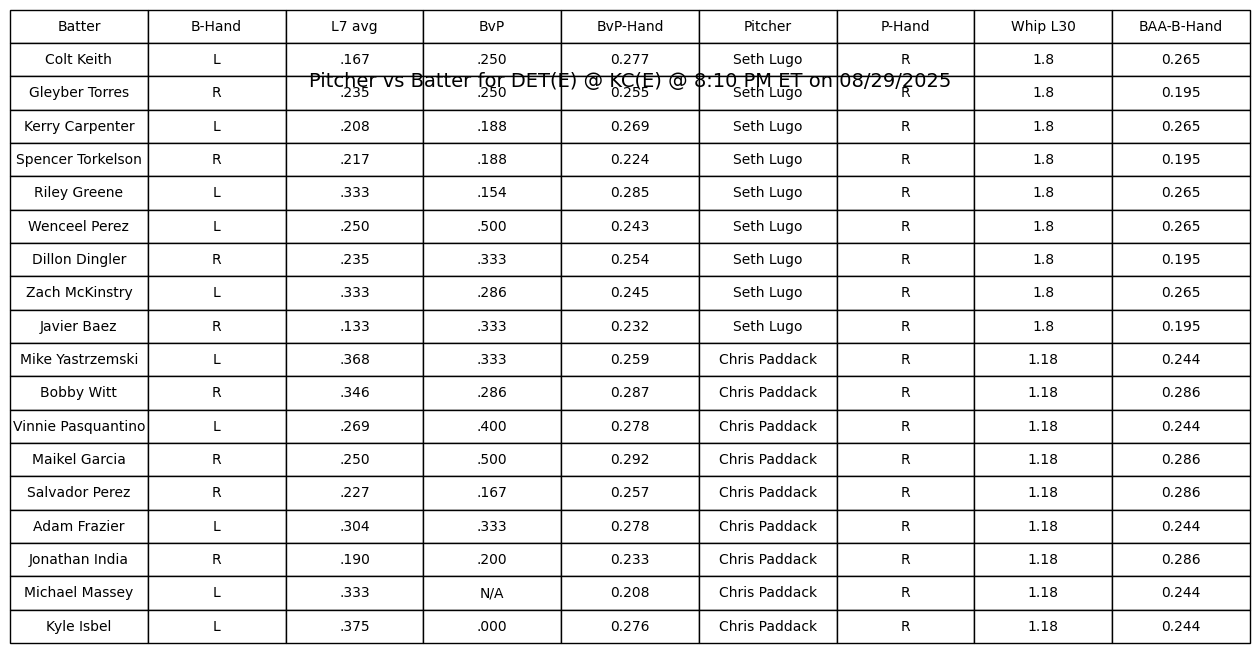 Batter B-Hand L7 avg BvP BvP-Hand Pitcher P-Hand Whip L30 BAA-B-Hand
Colt Keith L .167 .250 0.277 Seth Lugo R 1.8 0.265
Pitcher vs Batter for DET(E) @ KC(E) @ 8:10 PM ET on 08/29/2025
Gleyber Torres R .235 .250 0.255 Seth Lugo R 1.8 0.195
Kerry Carpenter L .208 .188 0.269 Seth Lugo R 1.8 0.265
Spencer Torkelson R .217 .188 0.224 Seth Lugo R 1.8 0.195
Riley Greene L .333 .154 0.285 Seth Lugo R 1.8 0.265
Wenceel Perez L .250 .500 0.243 Seth Lugo R 1.8 0.265
Dillon Dingler R .235 .333 0.254 Seth Lugo R 1.8 0.195
Zach McKinstry L .333 .286 0.245 Seth Lugo R 1.8 0.265
Javier Baez R .133 .333 0.232 Seth Lugo R 1.8 0.195
Mike Yastrzemski L .368 .333 0.259 Chris Paddack R 1.18 0.244
Bobby Witt R .346 .286 0.287 Chris Paddack R 1.18 0.286
Vinnie Pasquantino L .269 .400 0.278 Chris Paddack R 1.18 0.244
Maikel Garcia R .250 .500 0.292 Chris Paddack R 1.18 0.286
Salvador Perez R .227 .167 0.257 Chris Paddack R 1.18 0.286
Adam Frazier L .304 .333 0.278 Chris Paddack R 1.18 0.244
Jonathan India R .190 .200 0.233 Chris Paddack R 1.18 0.286
Michael Massey L .333 N/A 0.208 Chris Paddack R 1.18 0.244
Kyle Isbel L .375 .000 0.276 Chris Paddack R 1.18 0.244